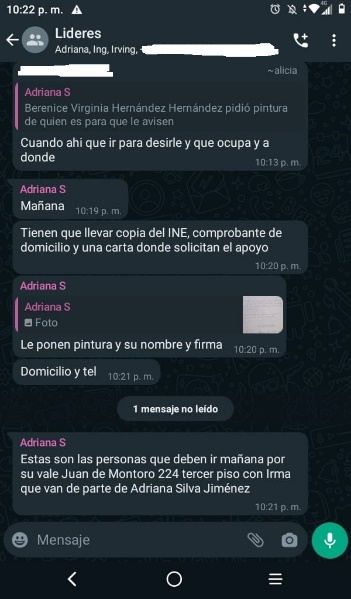 10:22 p. m.
4G
Lideres
Adriana, Ing, Irving,
~alicia
Adriana S
Berenice Virginia Hernández Hernández pidió pintura
de quien es para que le avisen
Cuando ahi que ir para desirle y que ocupa y a
donde
10:13 p. m.
Adriana S
Mañana
10:19 p. m.
Tienen que llevar copia del INE, comprobante de
domicilio y una carta donde solicitan el apoyo
10:20 p. m.
Adriana S
Adriana S
Foto
Le ponen pintura y su nombre y firma
10:20 p. m.
Domicilio y tel
10:21 p. m.
1 mensaje no leído
Adriana S
Estas son las personas que deben ir mañana por
su vale Juan de Montoro 224 tercer piso con Irma
que van de parte de Adriana Silva Jiménez
10:21 p. m.
Mensaje